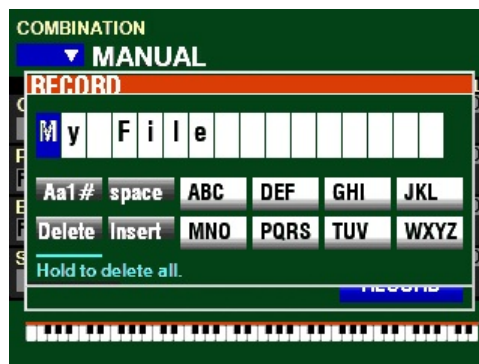 COMBINATION
▼ MANUAL
RECORD
My File
Aa1# space ABC DEF GHI JKL
Delete Insert MNO PQRS TUV WXYZ
Hold to delete all.
RECORD